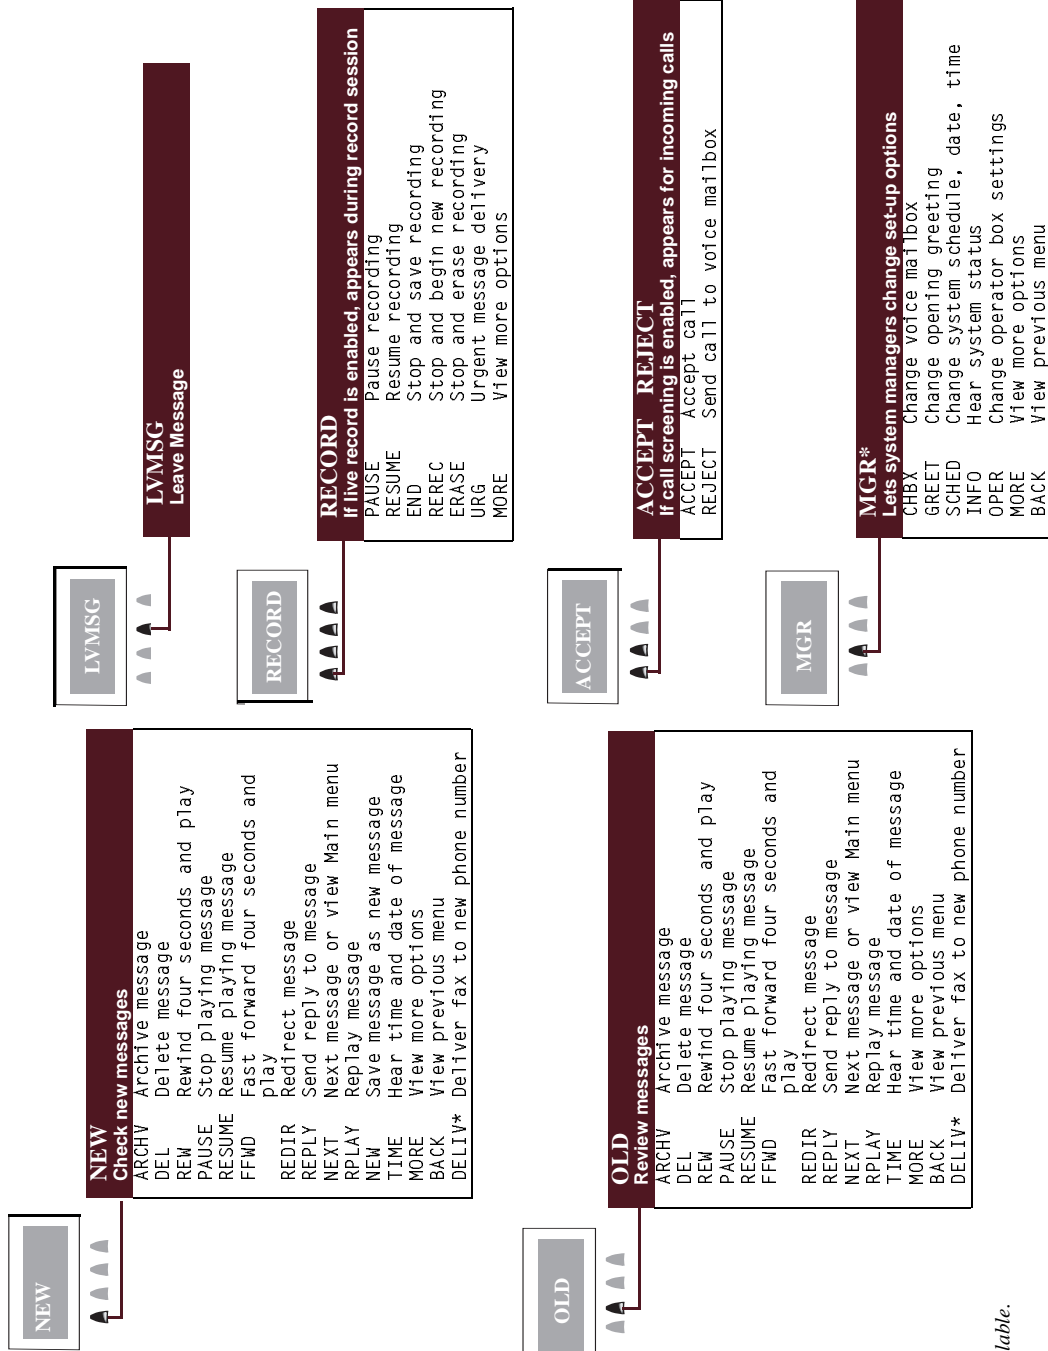 NEW
NEW
Check new messages
ARCHV Archive message
DEL Delete message
REW Rewind four seconds and play
PAUSE Stop playing message
RESUME Resume playing message
FFWD Fast forward four seconds and
play
REDIR Redirect message
REPLY Send reply to message
NEXT Next message or view Main menu
RPLAY Replay message
NEW Save message as new message
TIME Hear time and date of message
MORE View more options
BACK View previous menu
DELIV* Deliver fax to new phone number
OLD
OLD
Review messages
ARCHV Archive message
DEL Delete message
REW Rewind four seconds and play
PAUSE Stop playing message
RESUME Resume playing message
FFWD Fast forward four seconds and
play
REDIR Redirect message
REPLY Send reply to message
NEXT Next message or view Main menu
RPLAY Replay message
TIME Hear time and date of message
MORE View more options
BACK View previous menu
DELIV* Deliver fax to new phone number
lable.
LVMSG
LVMSG
Leave Message
RECORD
RECORD
If live record is enabled, appears during record session
PAUSE Pause recording
RESUME Resume recording
END Stop and save recording
REREC Stop and begin new recording
ERASE Stop and erase recording
URG Urgent message delivery
MORE View more options
ACCEPT
ACCEPT REJECT
If call screening is enabled, appears for incoming calls
ACCEPT Accept call
REJECT Send call to voice mailbox
MGR
MGR*
Lets system managers change set-up options
CHBX Change voice mailbox
GREET Change opening greeting
SCHED Change system schedule, date, time
INFO Hear system status
OPER Change operator box settings
MORE View more options
BACK View previous menu